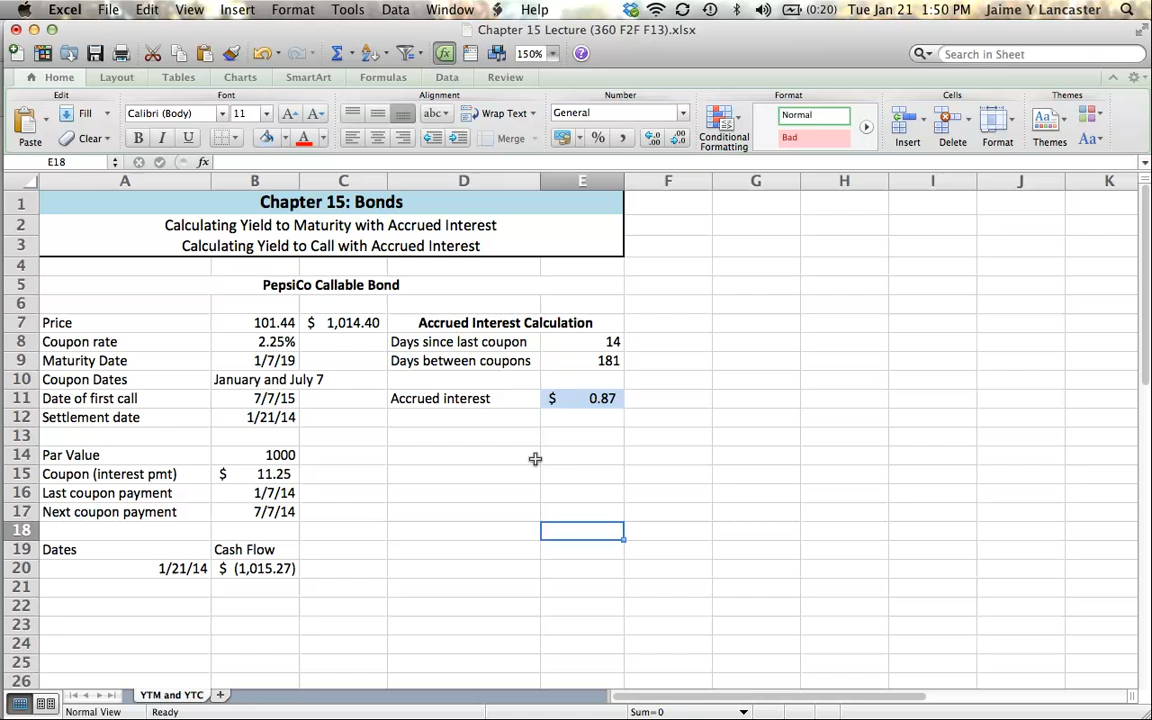 Excel File Edit View Insert Format Tools Data Window Help (0:20) Tue Jan 21 1:50 PM Jaime Y Lancaster
Chapter 15 Lecture (360 F2F F13).xlsx
150% Search in Sheet
Home Layout Tables Charts SmartArt Formulas Data Review
Edit Font Alignment Number Format Cells Themes
Fill Calibri (Body) 11 A A abc Wrap Text General Normal
Paste Clear B I U A Merge % , .0 .00 .00 .0 Conditional Formatting Bad Insert Delete Format Themes Aa
E18 fx
A B C D E F G H I J K
1 Chapter 15: Bonds
2 Calculating Yield to Maturity with Accrued Interest
3 Calculating Yield to Call with Accrued Interest
4
5 PepsiCo Callable Bond
6
7 Price 101.44 $ 1,014.40 Accrued Interest Calculation
8 Coupon rate 2.25% Days since last coupon 14
9 Maturity Date 1/7/19 Days between coupons 181
10 Coupon Dates January and July 7
11 Date of first call 7/7/15 Accrued interest $ 0.87
12 Settlement date 1/21/14
13
14 Par Value 1000
15 Coupon (interest pmt) $ 11.25
16 Last coupon payment 1/7/14
17 Next coupon payment 7/7/14
18
19 Dates Cash Flow
20 1/21/14 $ (1,015.27)
21
22
23
24
25
26
YTM and YTC
Normal View Ready Sum=0